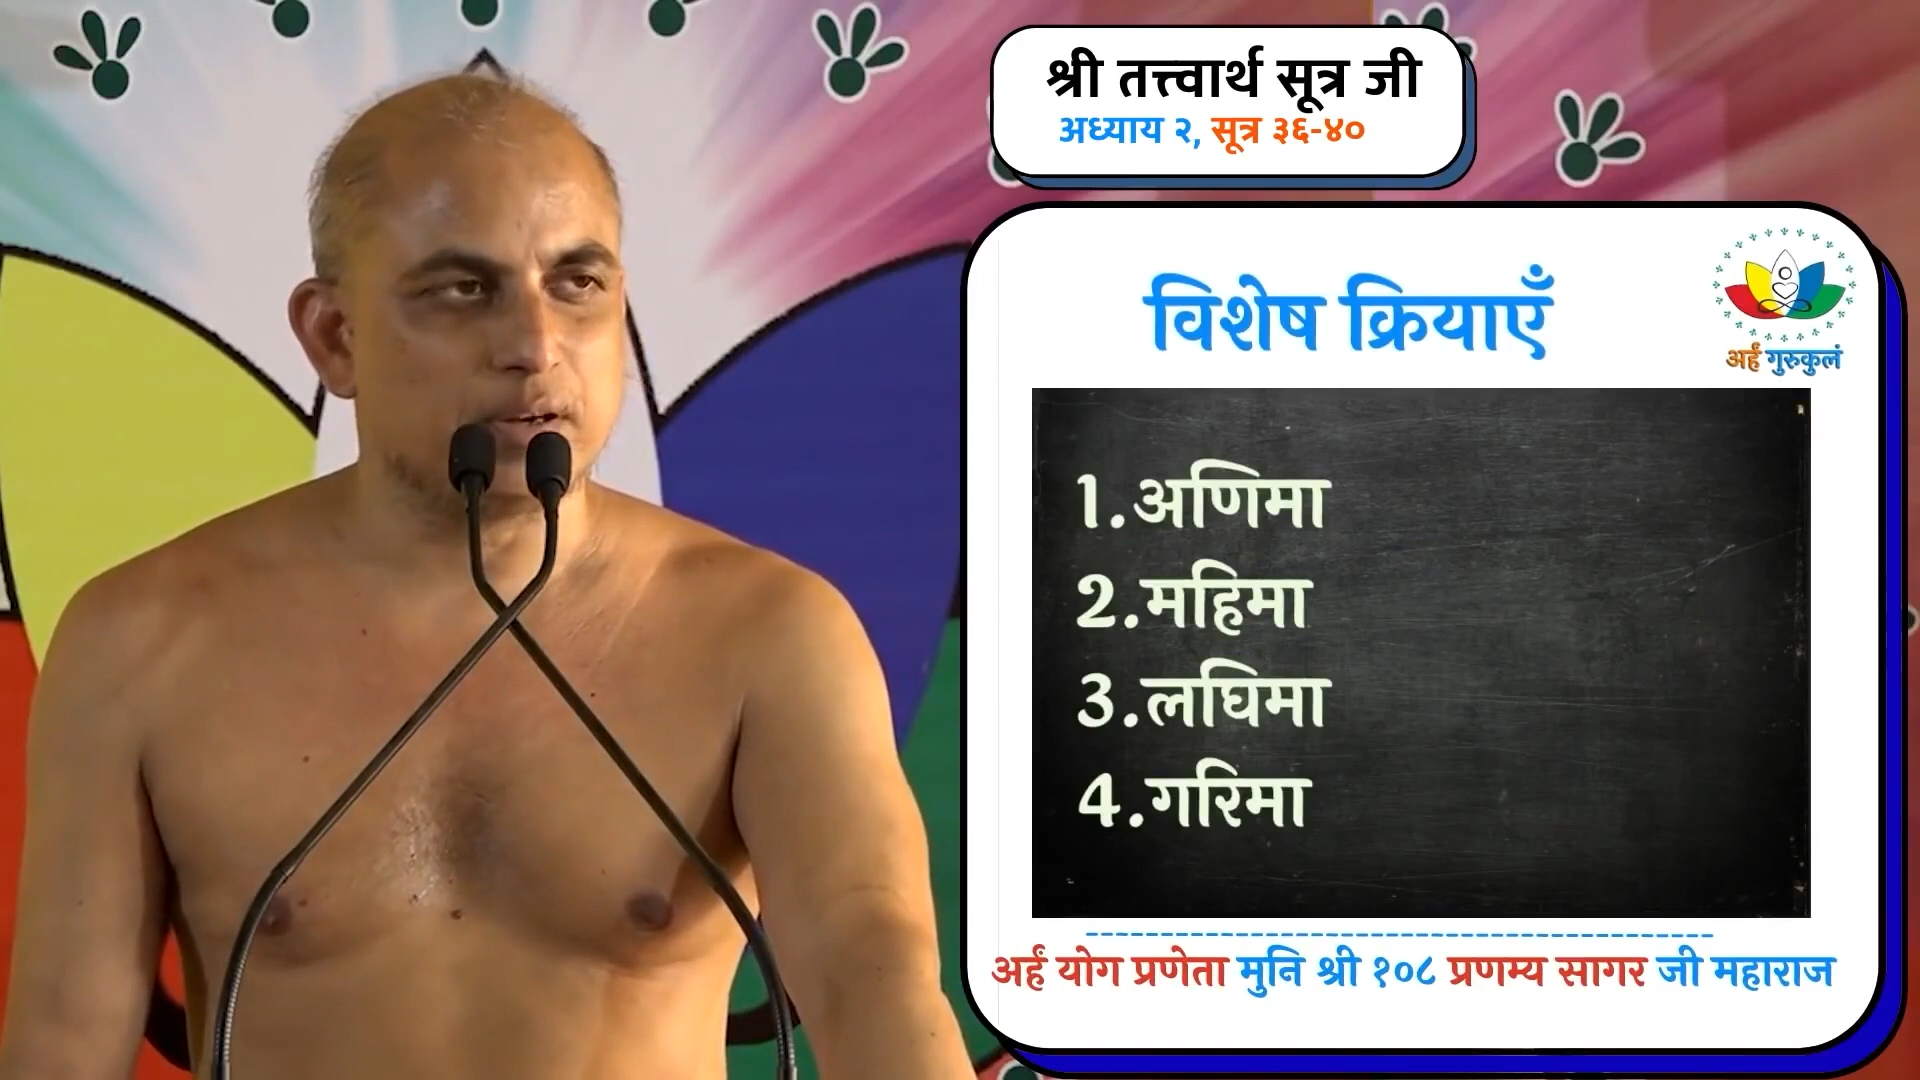 श्री तत्त्वार्थ सूत्र जी
अध्याय २, सूत्र ३६-४०
विशेष क्रियाएँ
अर्हं गुरुकुलं
1.अणिमा
2.महिमा
3.लघिमा
4.गरिमा
अर्हं योग प्रणेता मुनि श्री १०८ प्रणम्य सागर जी महाराज